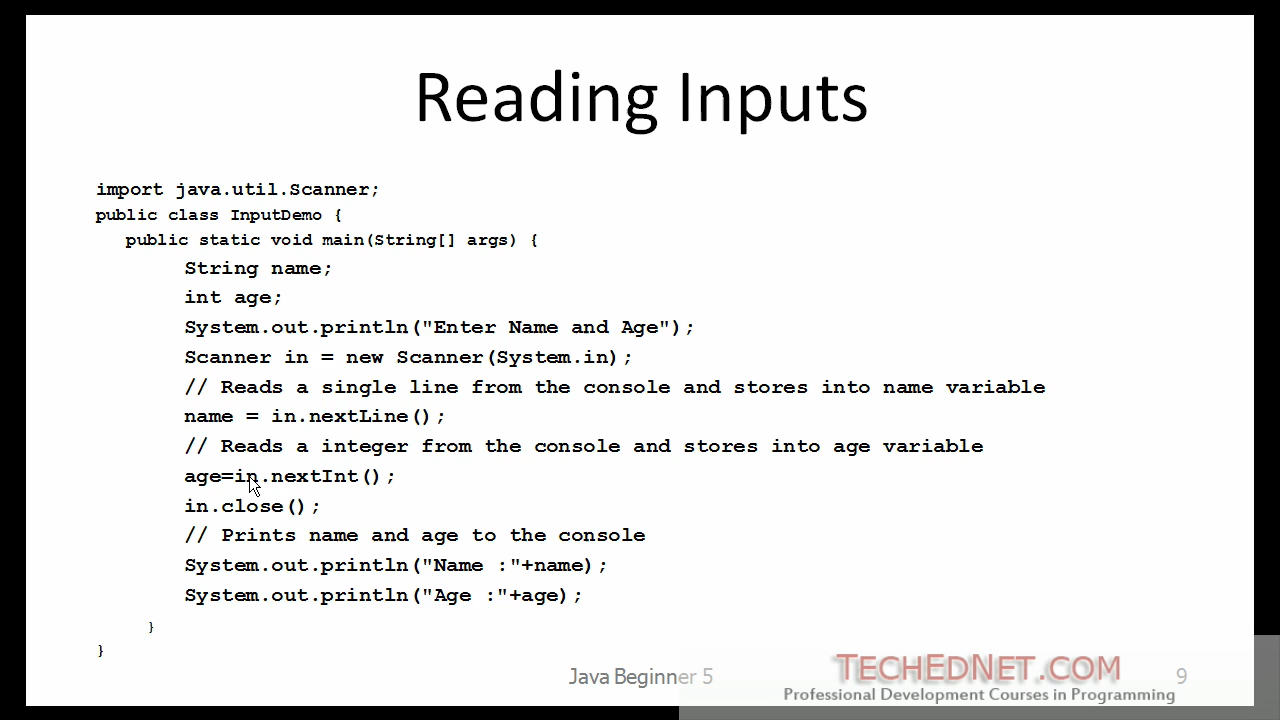 Reading Inputs
import java.util.Scanner;
public class InputDemo {
public static void main(String[] args) {
String name;
int age;
System.out.println("Enter Name and Age");
Scanner in = new Scanner(System.in);
// Reads a single line from the console and stores into name variable
name = in.nextLine();
// Reads a integer from the console and stores into age variable
age=in.nextInt();
in.close();
// Prints name and age to the console
System.out.println("Name :"+name);
System.out.println("Age :"+age);
}
}
Java Beginner 5
TECHEDNET.COM
9
Professional Development Courses in Programming